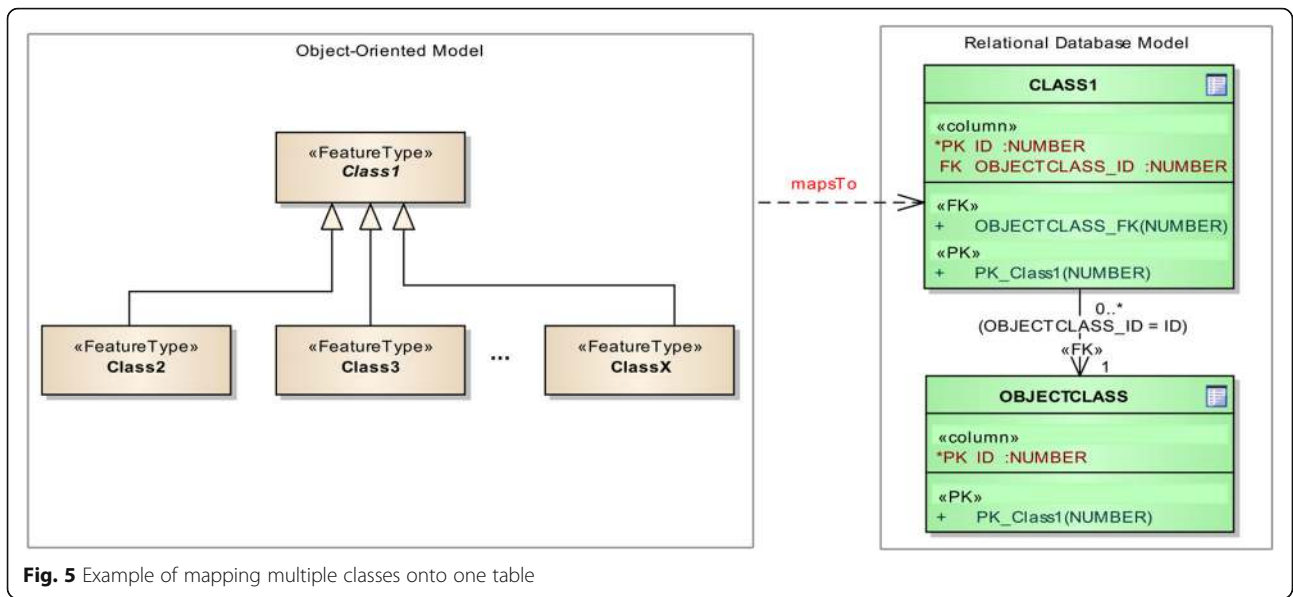 Object-Oriented Model
«FeatureType»
Class1
«FeatureType»
Class2
«FeatureType»
Class3
...
«FeatureType»
ClassX
mapsTo
Relational Database Model
CLASS1
«column»
*PK ID :NUMBER
FK OBJECTCLASS_ID :NUMBER
«FK»
+ OBJECTCLASS_FK(NUMBER)
«PK»
+ PK_Class1(NUMBER)
0..*
(OBJECTCLASS_ID = ID)
«FK»
1
OBJECTCLASS
«column»
*PK ID :NUMBER
«PK»
+ PK_Class1(NUMBER)
Fig. 5 Example of mapping multiple classes onto one table